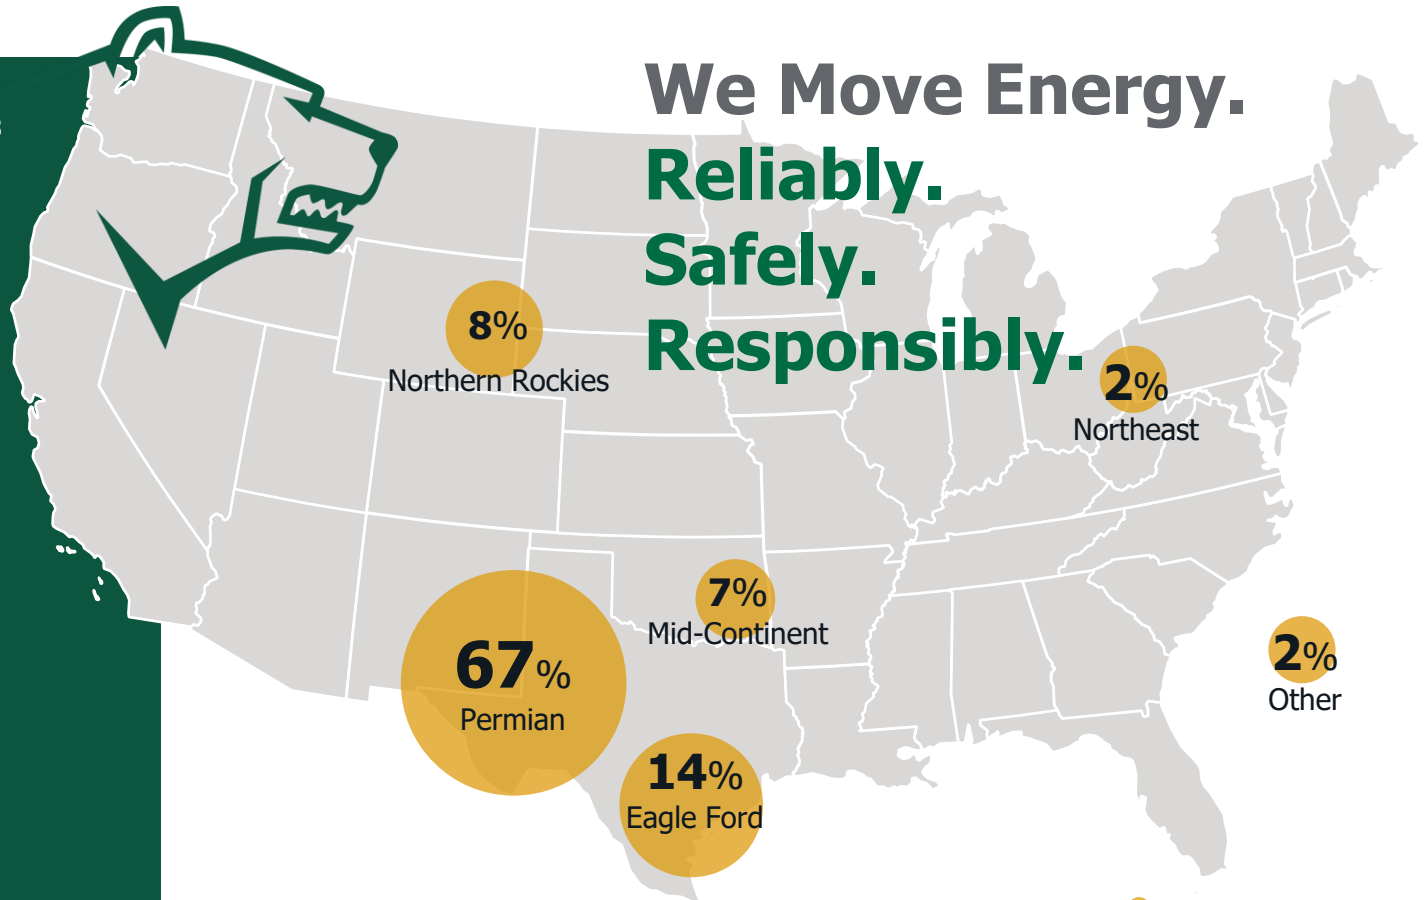 We Move Energy.
Reliably.
Safely.
Responsibly.
8%
Northern Rockies
2%
Northeast
7%
Mid-Continent
67%
Permian
2%
Other
14%
Eagle Ford